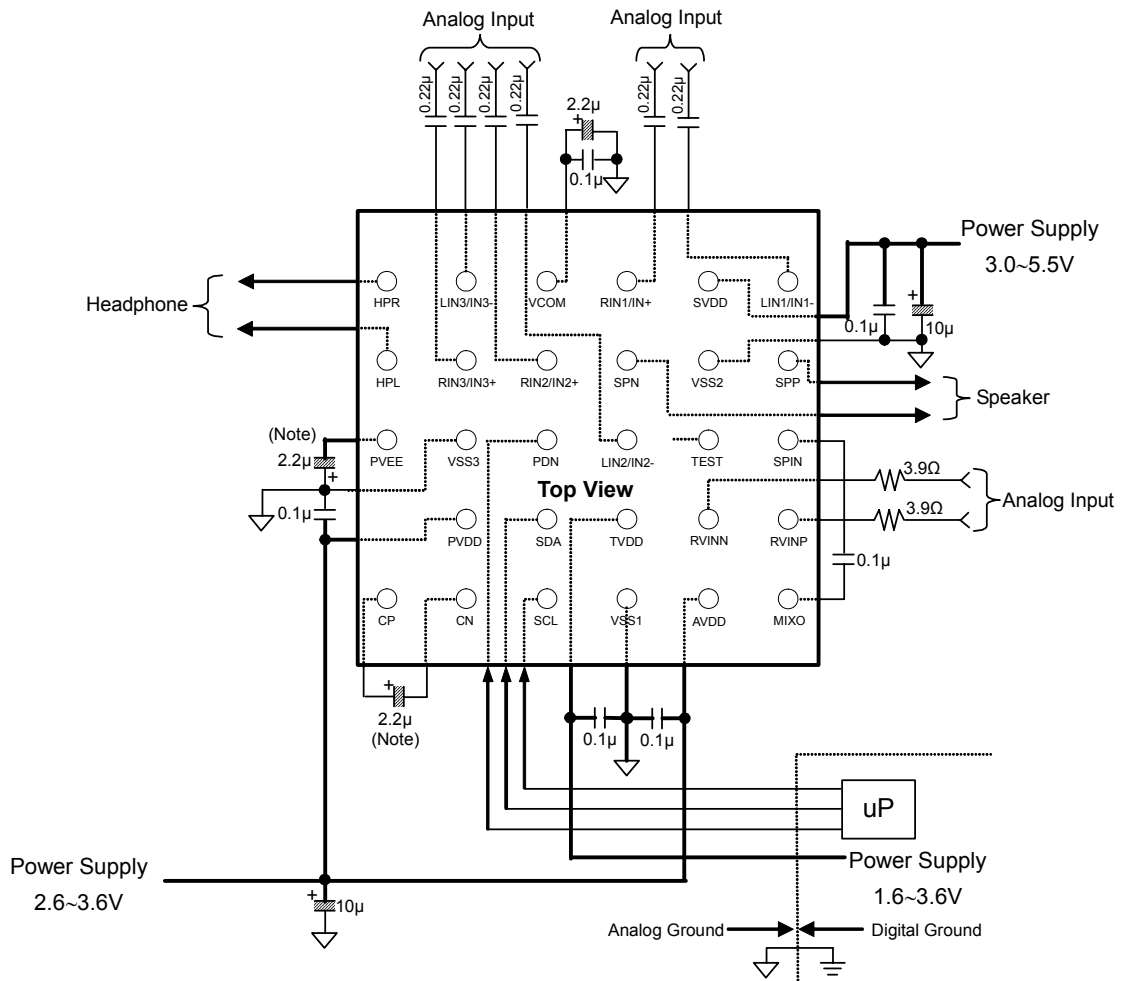 Analog Input
Analog Input
0.22µ
0.22µ
0.22µ
0.22µ
2.2µ
+
0.1µ
0.22µ
0.22µ
Power Supply
3.0~5.5V
Headphone
HPR
LIN3/IN3-
VCOM
RIN1/IN+
SVDD
LIN1/IN1-
0.1µ
+
10µ
HPL
RIN3/IN3+
RIN2/IN2+
SPN
VSS2
SPP
Speaker
(Note)
2.2µ
+
PVEE
VSS3
PDN
LIN2/IN2-
TEST
SPIN
Top View
3.9Ω
Analog Input
3.9Ω
0.1µ
PVDD
SDA
TVDD
RVINN
RVINP
0.1µ
CP
CN
SCL
VSS1
AVDD
MIXO
+
2.2µ
(Note)
0.1µ
0.1µ
uP
Power Supply
2.6~3.6V
Power Supply
1.6~3.6V
+
10µ
Analog Ground
Digital Ground